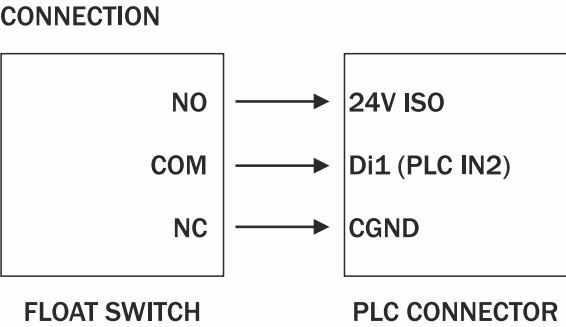 CONNECTION
NO 24V ISO
COM Di1 (PLC IN2)
NC CGND
FLOAT SWITCH PLC CONNECTOR